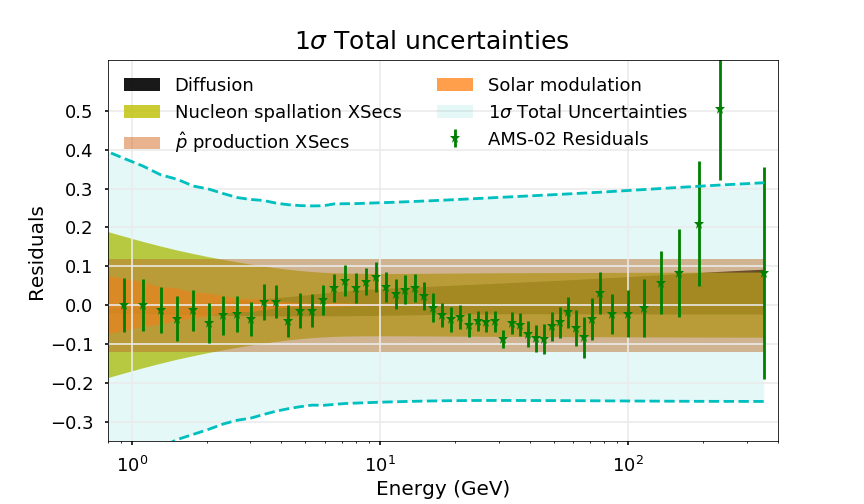 1σ Total uncertainties
Diffusion
Nucleon spallation XSecs
p̂ production XSecs
Solar modulation
1σ Total Uncertainties
AMS-02 Residuals
Residuals
0.5
0.4
0.3
0.2
0.1
0.0
−0.1
−0.2
−0.3
10⁰ 10¹ 10²
Energy (GeV)